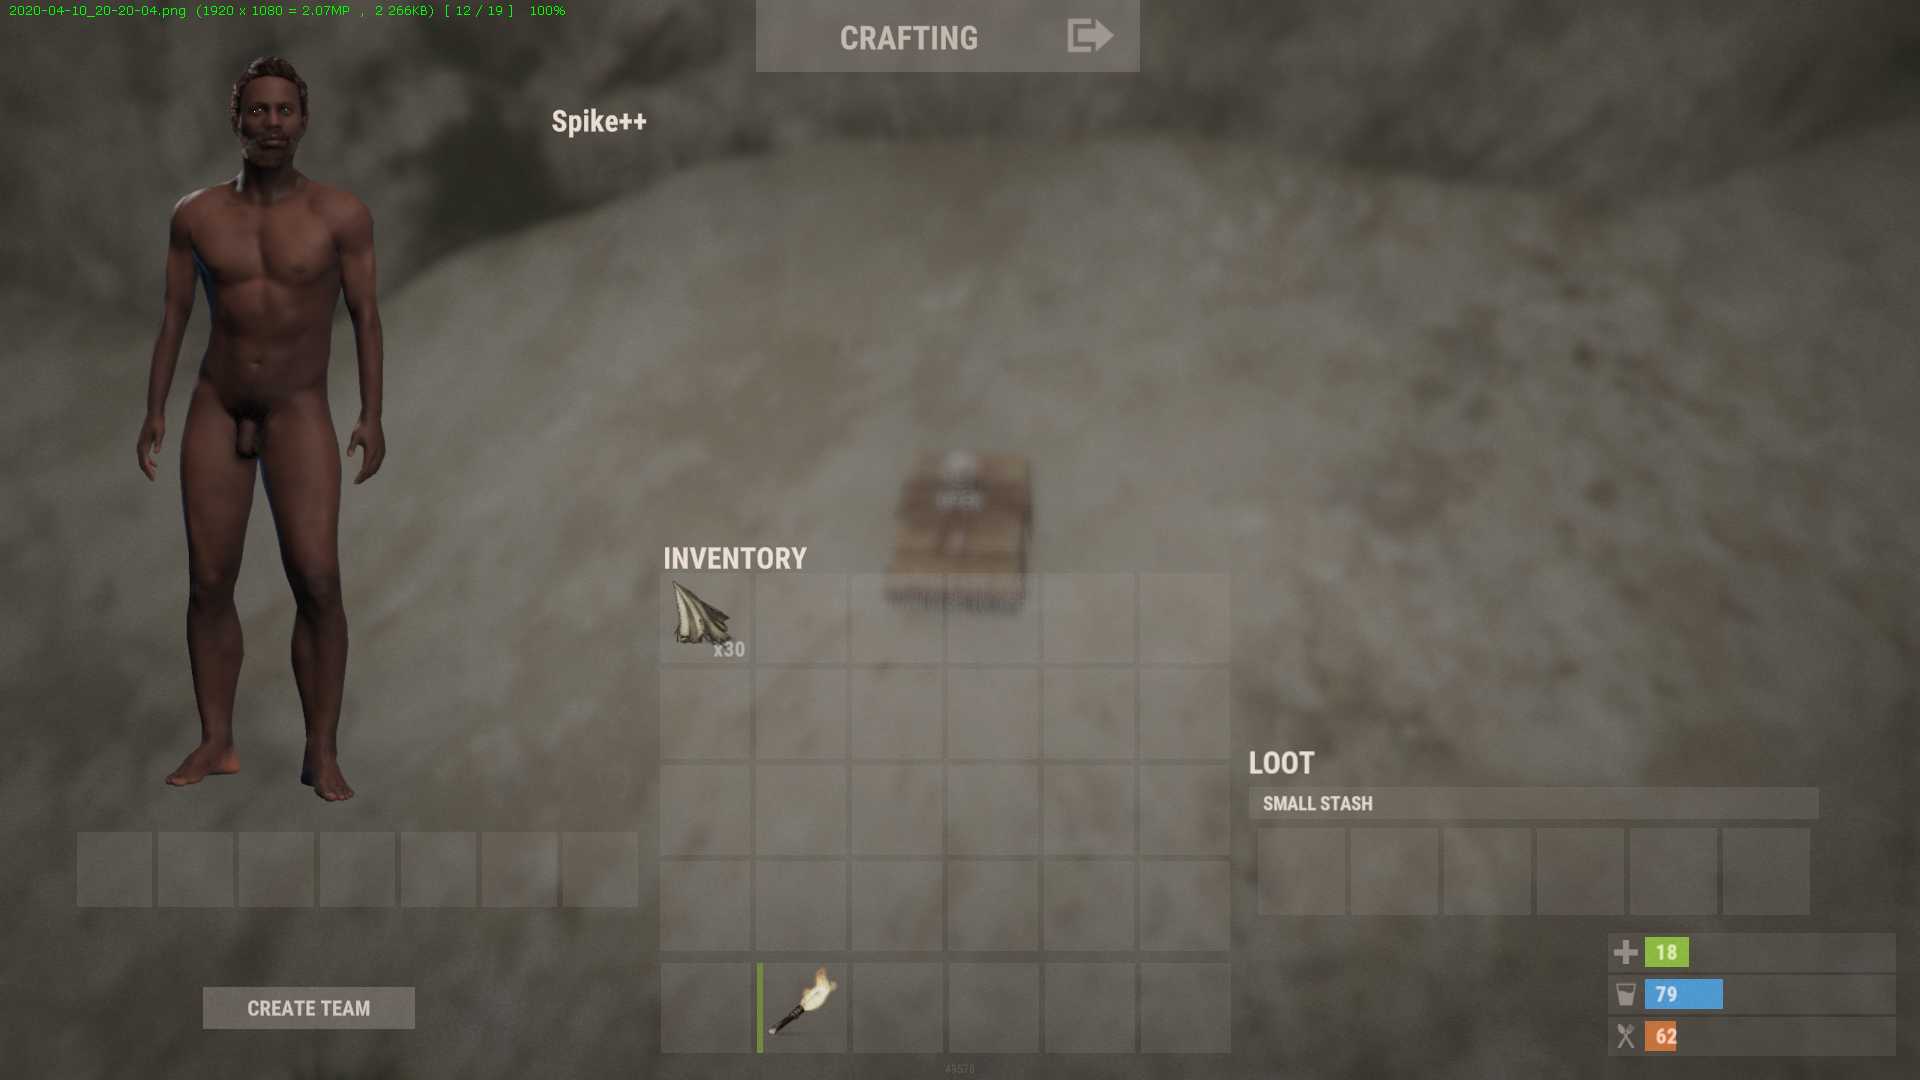 2020-04-10_20-20-04.png (1920 x 1080 = 2.07MP , 2 266KB) [ 12 / 19 ] 100%
CRAFTING
Spike++
INVENTORY
x30
LOOT
SMALL STASH
18
79
62
CREATE TEAM
49578